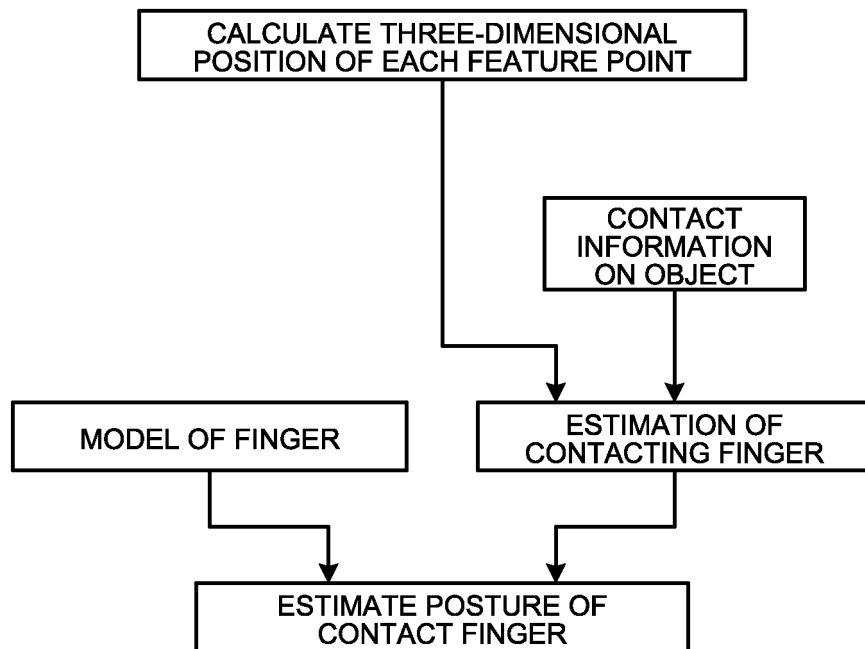 CALCULATE THREE-DIMENSIONAL
POSITION OF EACH FEATURE POINT
CONTACT
INFORMATION
ON OBJECT
MODEL OF FINGER
ESTIMATION OF
CONTACTING FINGER
ESTIMATE POSTURE OF
CONTACT FINGER